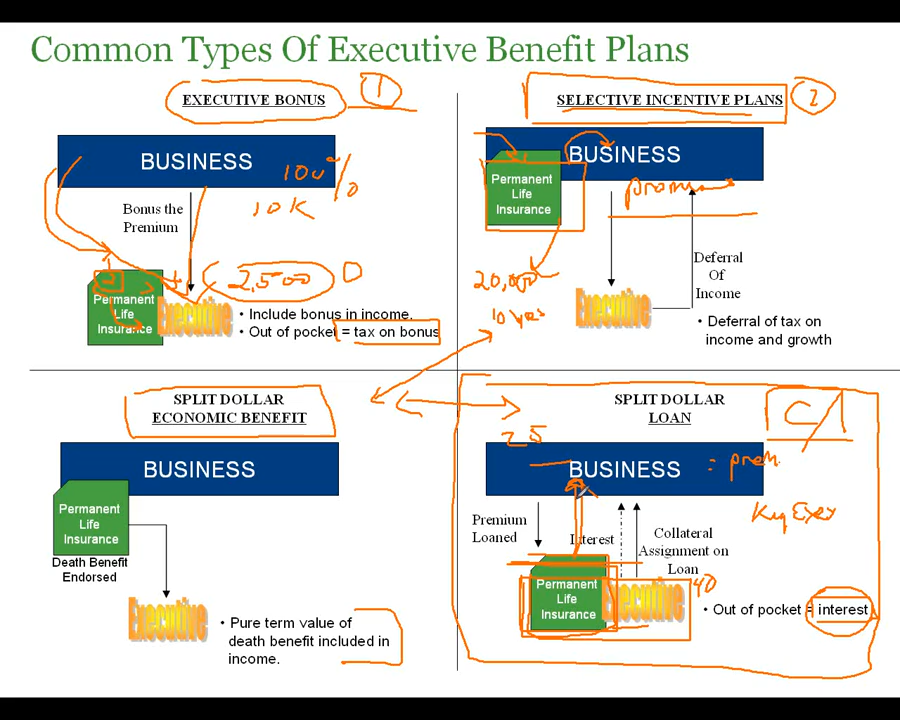 Common Types Of Executive Benefit Plans
EXECUTIVE BONUS
1
BUSINESS
100%
10K
Bonus the
Premium
2,500
Permanent
Life
Insurance
Executive
• Include bonus in income.
• Out of pocket = tax on bonus
SELECTIVE INCENTIVE PLANS
2
BUSINESS
Permanent
Life
Insurance
20,000
10 yrs
Deferral
Of
Income
Executive
• Deferral of tax on
income and growth
SPLIT DOLLAR
ECONOMIC BENEFIT
BUSINESS
Permanent
Life
Insurance
Death Benefit
Endorsed
Executive
• Pure term value of
death benefit included in
income.
SPLIT DOLLAR
LOAN
25
BUSINESS
= prem.
Key Exec
Premium
Loaned
Interest
Collateral
Assignment on
Loan
Permanent
Life
Insurance
Executive
40
• Out of pocket = interest